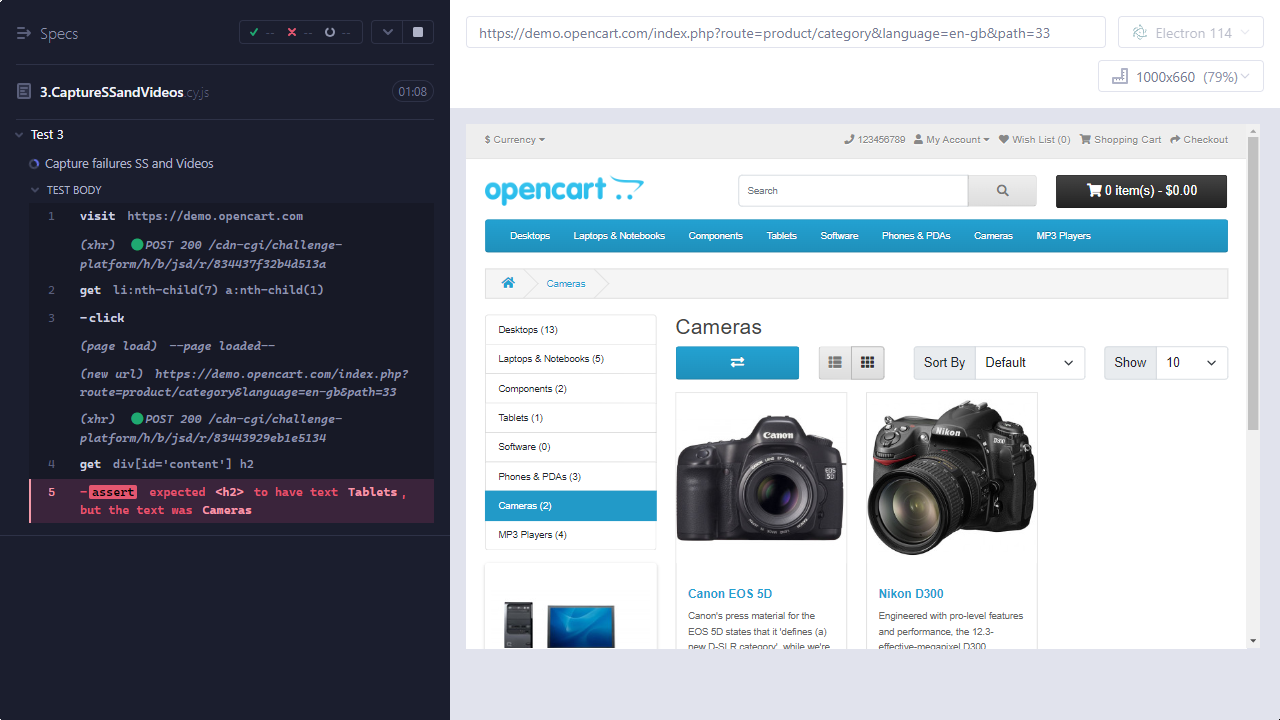 Specs
-- -- --
3.CaptureSSandVideos.cy.js
01:08
Test 3
Capture failures SS and Videos
TEST BODY
1 visit https://demo.opencart.com
(xhr) POST 200 /cdn-cgi/challenge-
platform/h/b/jsd/r/834437f32b4d513a
2 get li:nth-child(7) a:nth-child(1)
3 -click
(page load) --page loaded--
(new url) https://demo.opencart.com/index.php?
route=product/category&language=en-gb&path=33
(xhr) POST 200 /cdn-cgi/challenge-
platform/h/b/jsd/r/83443929eb1e5134
4 get div[id='content'] h2
5 -assert expected <h2> to have text Tablets,
but the text was Cameras
https://demo.opencart.com/index.php?route=product/category&language=en-gb&path=33
Electron 114
1000x660 (79%)
$ Currency
123456789 My Account Wish List (0) Shopping Cart Checkout
opencart
Search
0 item(s) - $0.00
Desktops Laptops & Notebooks Components Tablets Software Phones & PDAs Cameras MP3 Players
Cameras
Desktops (13)
Laptops & Notebooks (5)
Components (2)
Tablets (1)
Software (0)
Phones & PDAs (3)
Cameras (2)
MP3 Players (4)
Cameras
Sort By Default
Show 10
Canon
EOS
5D
Canon EOS 5D
Canon's press material for the
EOS 5D states that it 'defines (a)
new D-SLR category', while we're
Nikon
D300
Nikon D300
Engineered with pro-level features
and performance, the 12.3-
effective-megapixel D300